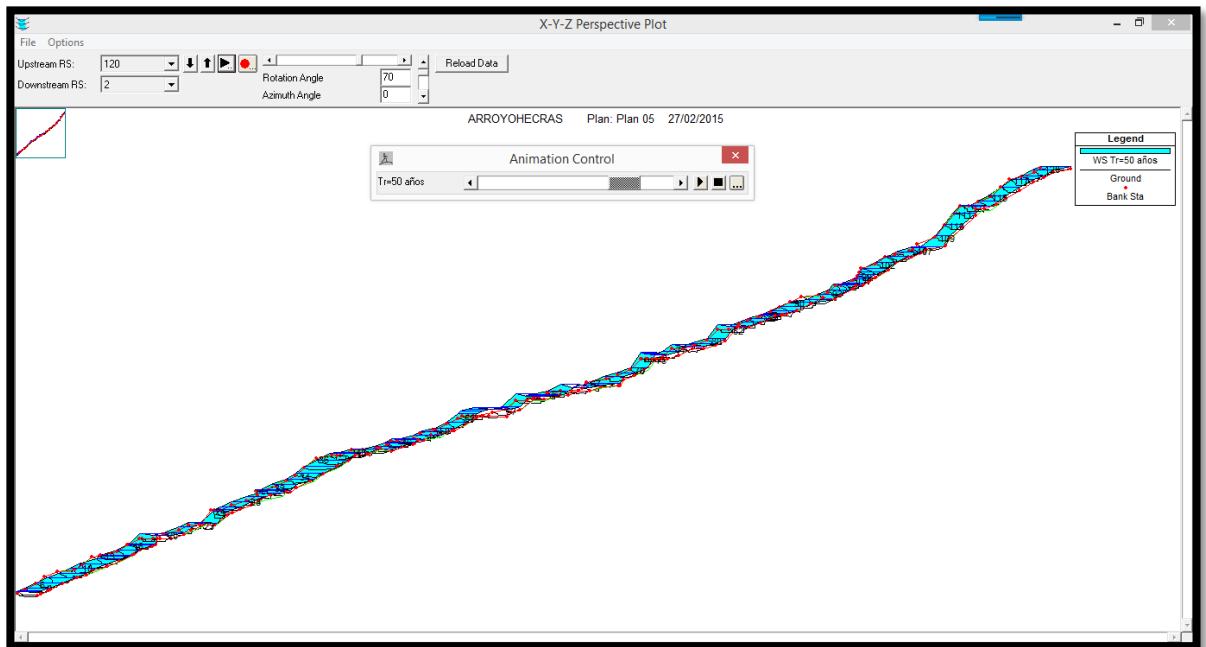 X-Y-Z Perspective Plot
File Options
Upstream RS: 120
Downstream RS: 2
Rotation Angle 70
Azimuth Angle 0
Reload Data
ARROYOHECRAS Plan: Plan 05 27/02/2015
Animation Control
Tr=50 años
Legend
WS Tr=50 años
Ground
Bank Sta